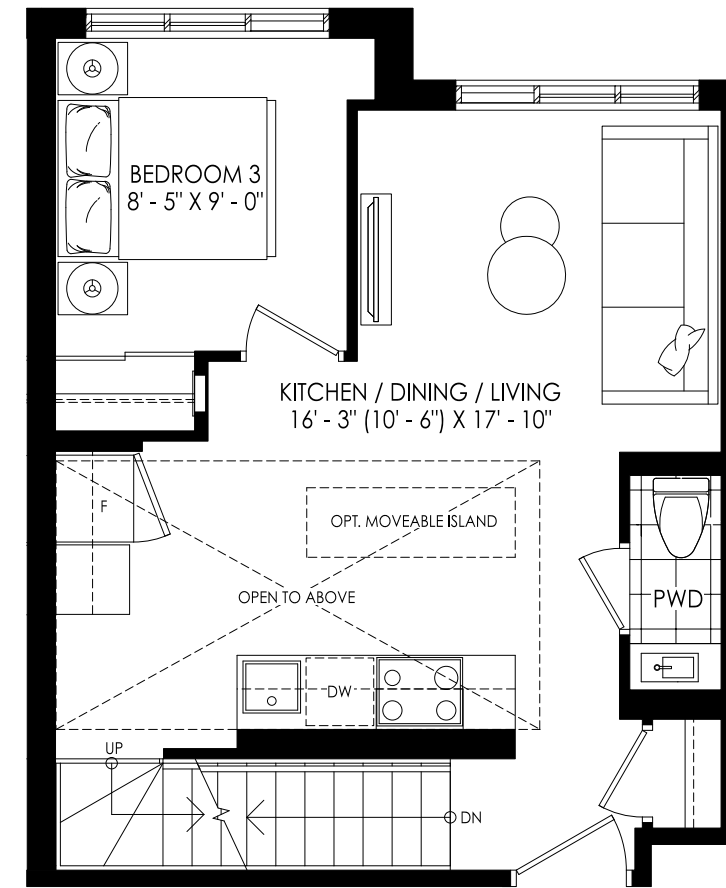 BEDROOM 3
8' - 5" X 9' - 0"
KITCHEN / DINING / LIVING
16' - 3" (10' - 6") X 17' - 10"
F
OPT. MOVEABLE ISLAND
OPEN TO ABOVE
PWD
DW
UP
DN